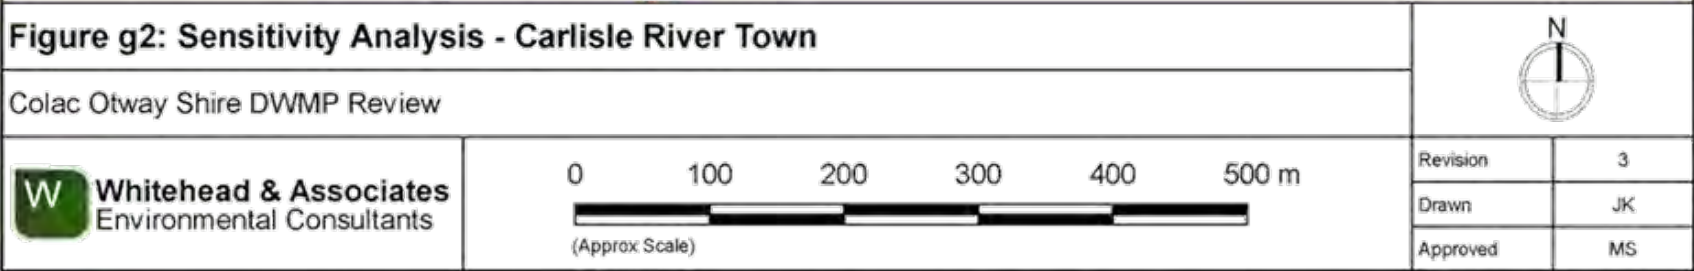 Figure g2: Sensitivity Analysis - Carlisle River Town
N
Colac Otway Shire DWMP Review
W
Whitehead & Associates
Environmental Consultants
0 100 200 300 400 500 m
(Approx Scale)
Revision 3
Drawn JK
Approved MS